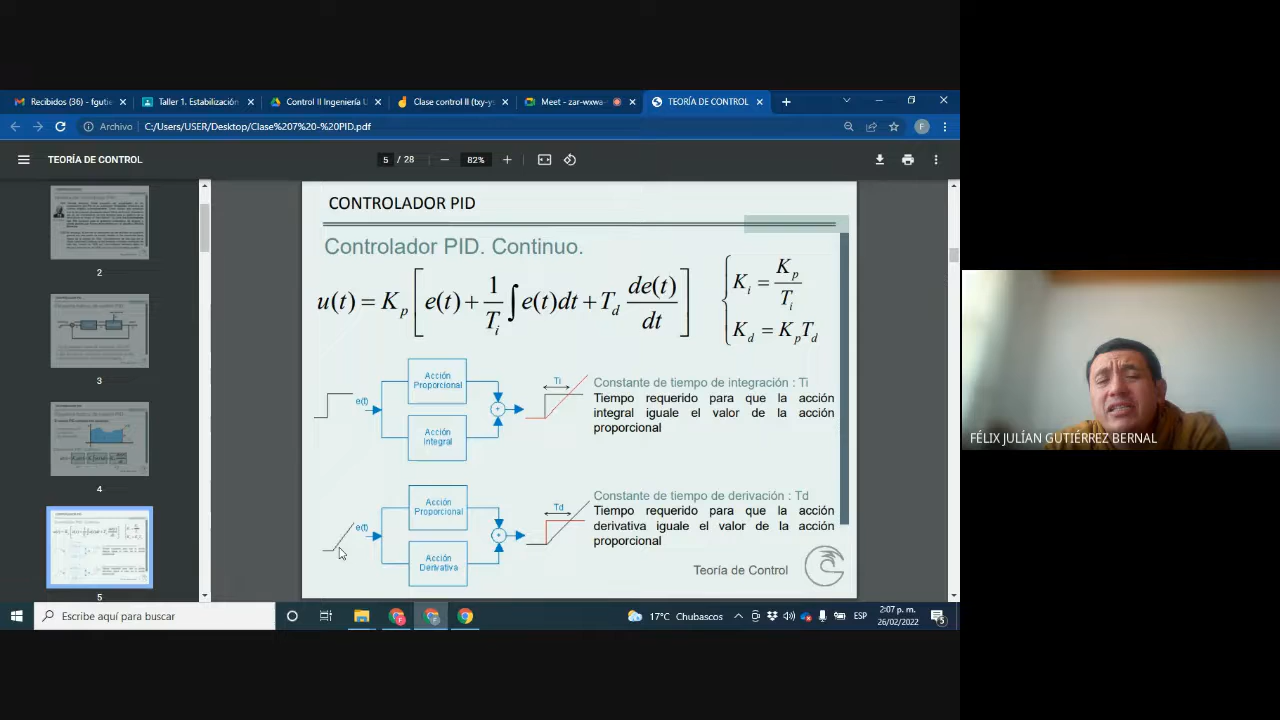 Recibidos (36) - fgutie
Taller 1. Estabilización
Control II Ingeniería U
Clase control II (txy-y
Meet - zar-wxwa-
TEORÍA DE CONTROL
Archivo
C:/Users/USER/Desktop/Clase%207%20-%20PID.pdf
F
TEORÍA DE CONTROL
5 / 28
82%
2
3
4
5
CONTROLADOR PID
Controlador PID. Continuo.
u(t) = K_p [ e(t) + 1/T_i ∫ e(t)dt + T_d de(t)/dt ]
K_i = K_p/T_i
K_d = K_p T_d
e(t)
Acción
Proporcional
Acción
Integral
+
Ti
Constante de tiempo de integración : Ti
Tiempo requerido para que la acción
integral iguale el valor de la acción
proporcional
e(t)
Acción
Proporcional
Acción
Derivativa
+
Td
Constante de tiempo de derivación : Td
Tiempo requerido para que la acción
derivativa iguale el valor de la acción
proporcional
Teoría de Control
FÉLIX JULÍAN GUTIÉRREZ BERNAL
Escribe aquí para buscar
17°C Chubascos
ESP
2:07 p. m.
26/02/2022
5